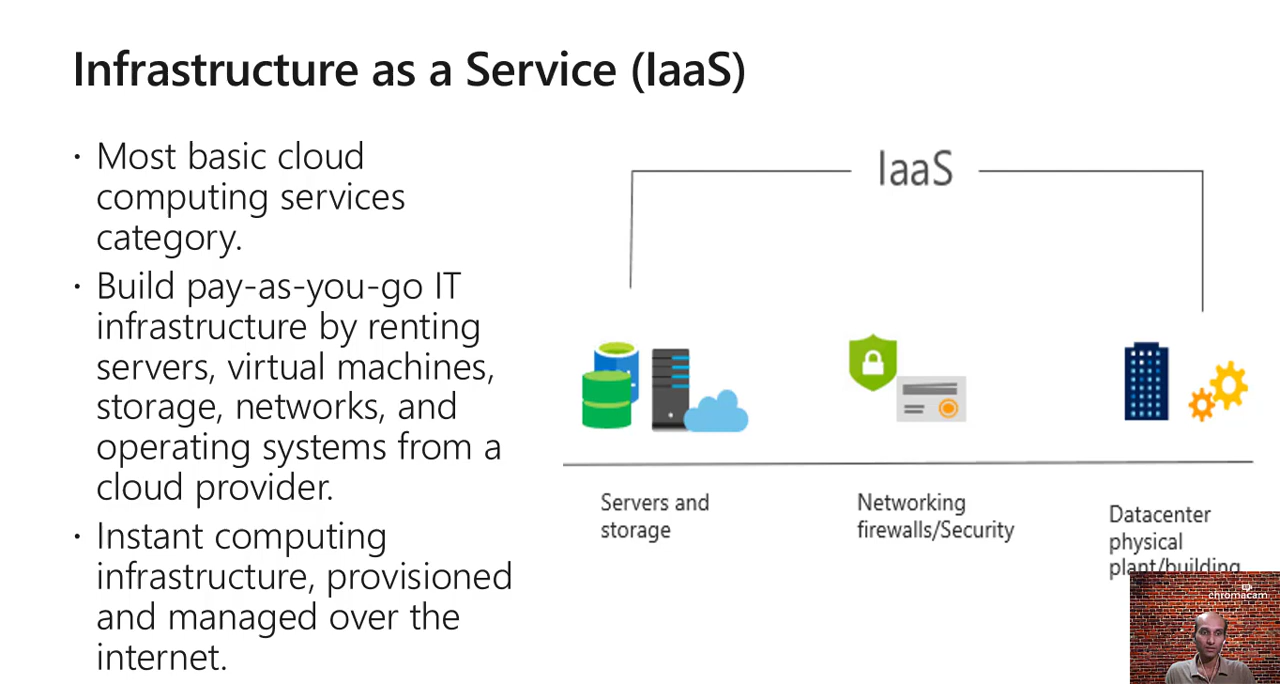 Infrastructure as a Service (IaaS)
· Most basic cloud
computing services
category.
· Build pay-as-you-go IT
infrastructure by renting
servers, virtual machines,
storage, networks, and
operating systems from a
cloud provider.
· Instant computing
infrastructure, provisioned
and managed over the
internet.
IaaS
Servers and
storage
Networking
firewalls/Security
Datacenter
physical
plant/building
chromacam